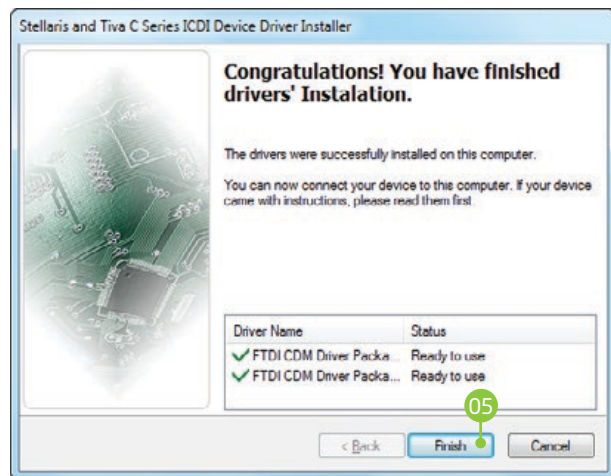 Stellaris and Tiva C Series ICDI Device Driver Installer
Congratulations! You have finished
drivers' Instalation.
The drivers were successfully installed on this computer.
You can now connect your device to this computer. If your device
came with instructions, please read them first.
Driver Name Status
FTDI CDM Driver Packa... Ready to use
FTDI CDM Driver Packa... Ready to use
05
< Back Finish Cancel